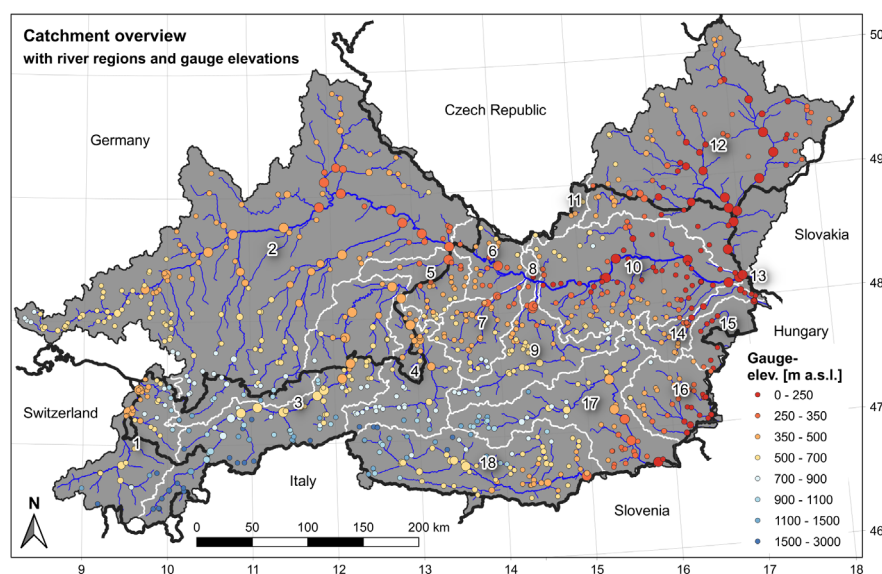 Catchment overview
with river regions and gauge elevations
Germany
Czech Republic
Slovakia
Hungary
Switzerland
Italy
Slovenia
1
2
3
4
5
6
7
8
9
10
11
12
13
14
15
16
17
18
Gauge-
elev. [m a.s.l.]
0 - 250
250 - 350
350 - 500
500 - 700
700 - 900
900 - 1100
1100 - 1500
1500 - 3000
N
0 50 100 150 200 km
50
49
48
47
46
9 10 11 12 13 14 15 16 17 18